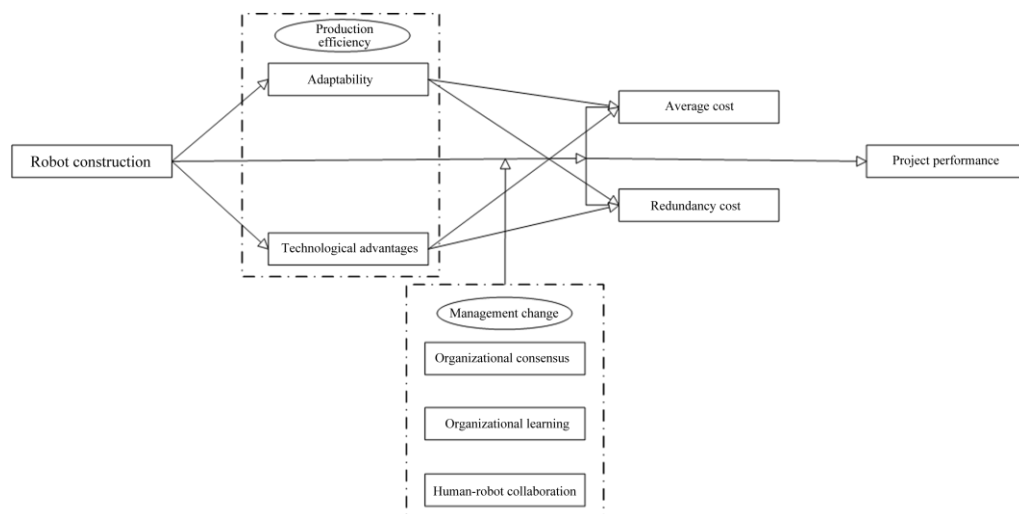 Production
efficiency
Adaptability
Average cost
Robot construction
Project performance
Redundancy cost
Technological advantages
Management change
Organizational consensus
Organizational learning
Human-robot collaboration